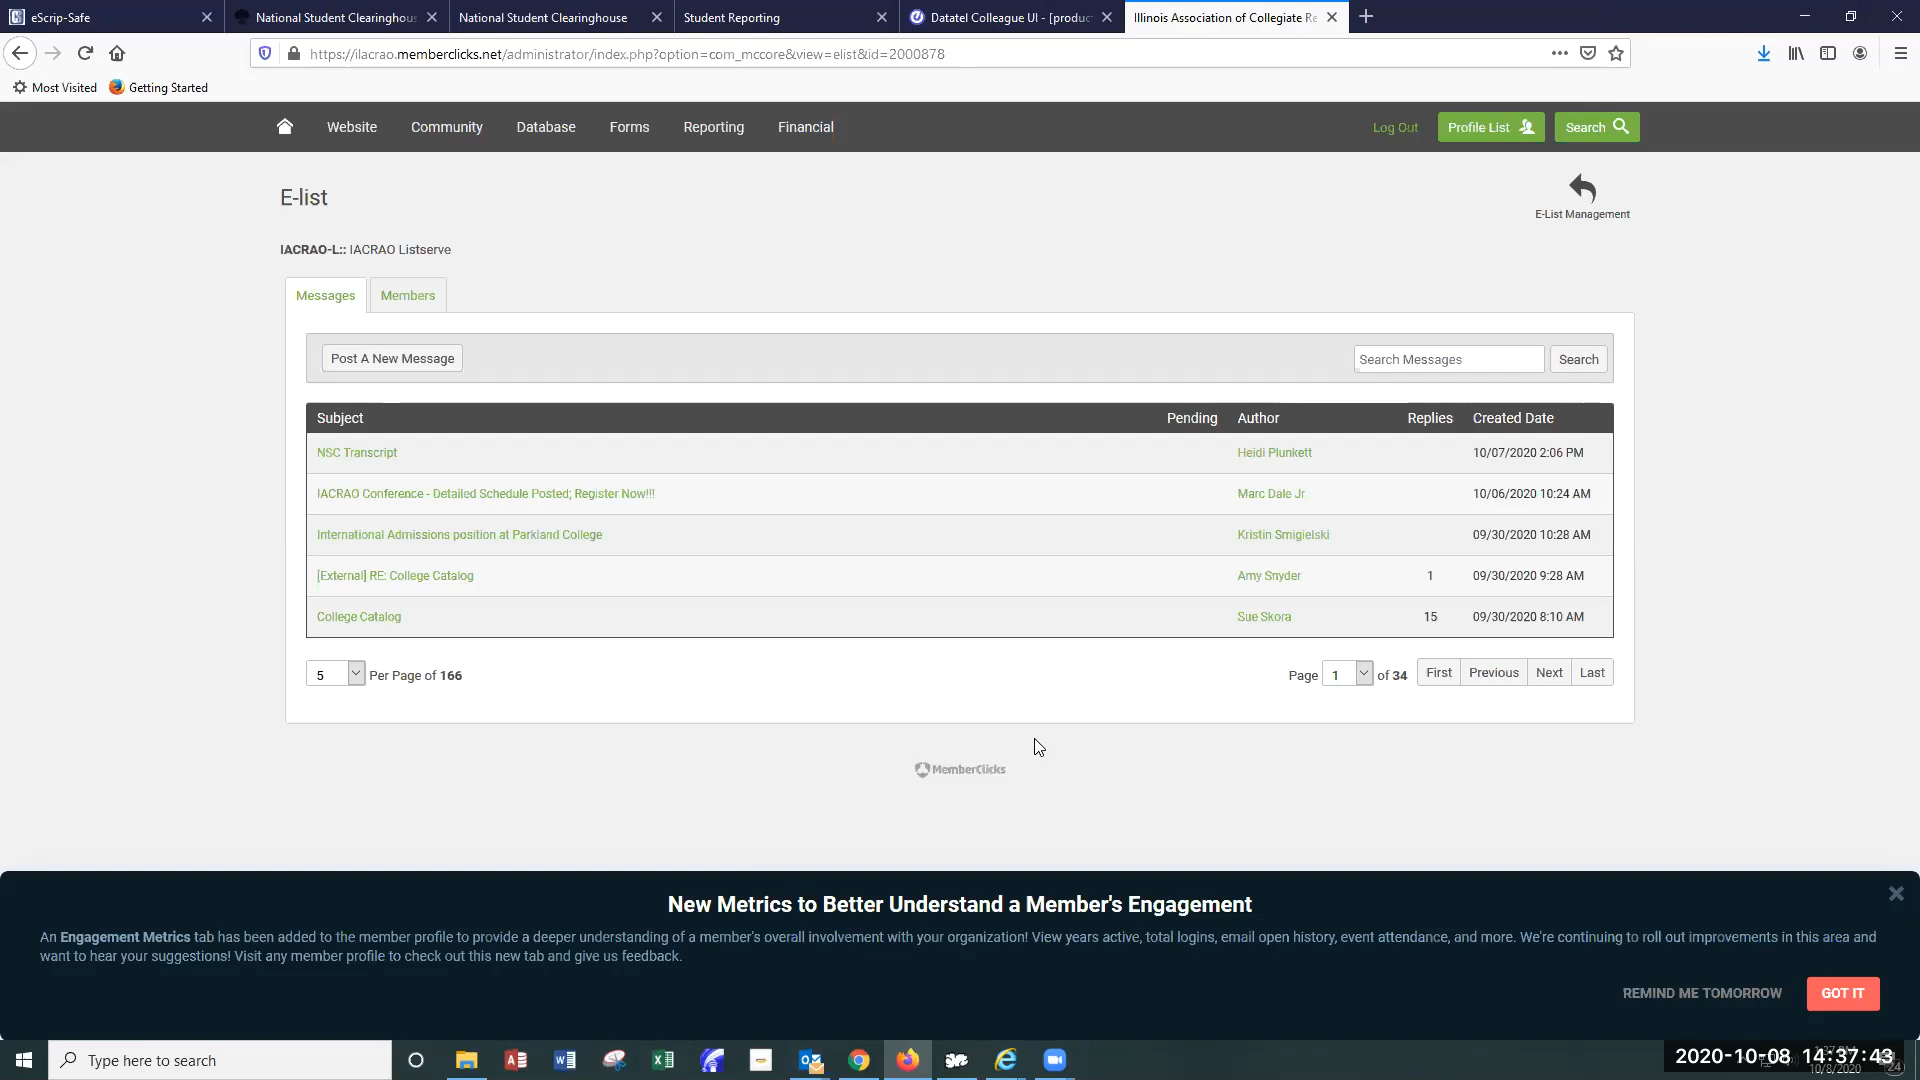 eScrip-Safe
National Student Clearinghous
National Student Clearinghouse
Student Reporting
Datatel Colleague UI - [produc
Illinois Association of Collegiate Re
https://ilacrao.memberclicks.net/administrator/index.php?option=com_mccore&view=elist&id=2000878
Most Visited
Getting Started
Website
Community
Database
Forms
Reporting
Financial
Log Out
Profile List
Search
E-list
E-List Management
IACRAO-L:: IACRAO Listserve
Messages
Members
Post A New Message
Search Messages
Search
Subject Pending Author Replies Created Date
NSC Transcript Heidi Plunkett 10/07/2020 2:06 PM
IACRAO Conference - Detailed Schedule Posted; Register Now!!! Marc Dale Jr 10/06/2020 10:24 AM
International Admissions position at Parkland College Kristin Smigielski 09/30/2020 10:28 AM
[External] RE: College Catalog Amy Snyder 1 09/30/2020 9:28 AM
College Catalog Sue Skora 15 09/30/2020 8:10 AM
5 Per Page of 166
Page 1 of 34 First Previous Next Last
MemberClicks
New Metrics to Better Understand a Member's Engagement
An Engagement Metrics tab has been added to the member profile to provide a deeper understanding of a member's overall involvement with your organization! View years active, total logins, email open history, event attendance, and more. We're continuing to roll out improvements in this area and
want to hear your suggestions! Visit any member profile to check out this new tab and give us feedback.
REMIND ME TOMORROW
GOT IT
Type here to search
2020-10-08 14:37:43
10/8/2020
24